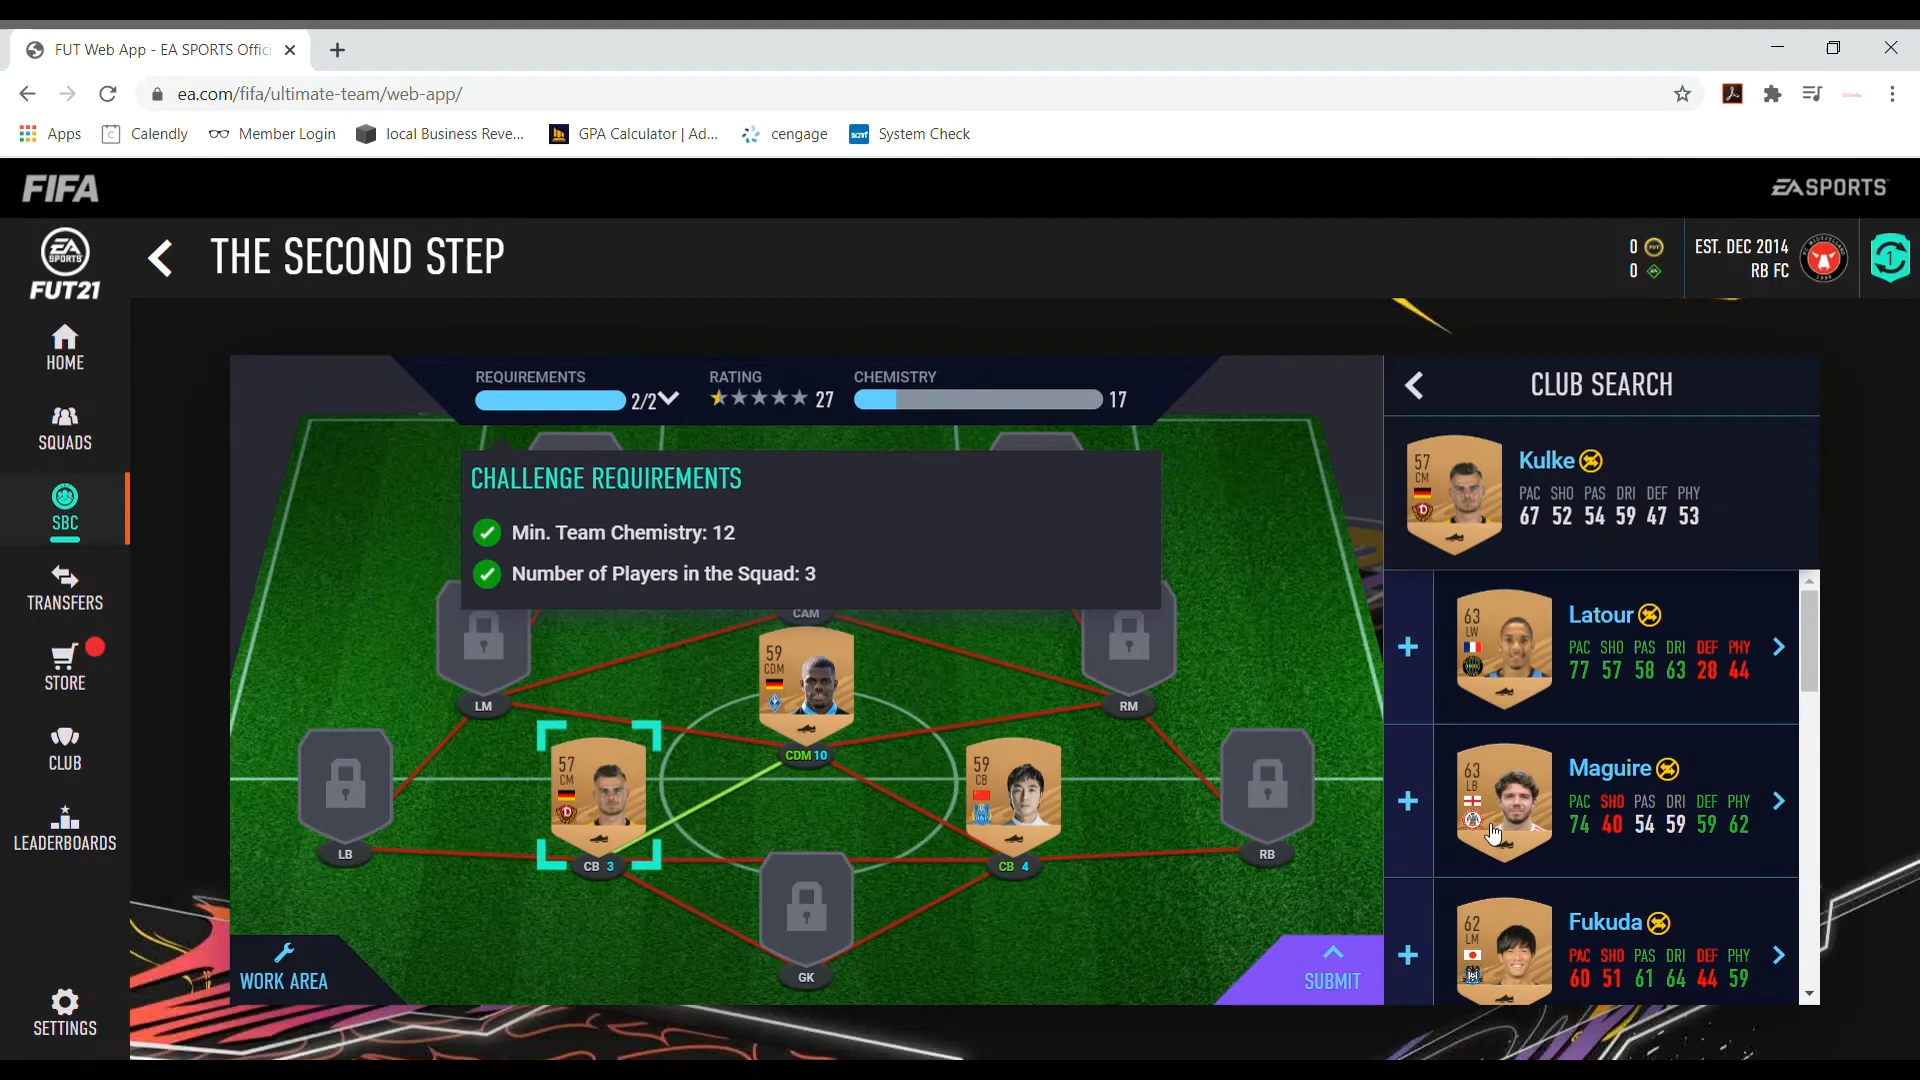 FUT Web App - EA SPORTS Offici
ea.com/fifa/ultimate-team/web-app/
Apps Calendly Member Login local Business Reve... GPA Calculator | Ad... cengage System Check
FIFA
EA SPORTS
EA SPORTS
FUT21
THE SECOND STEP
0
0
EST. DEC 2014
RB FC
1
HOME
SQUADS
SBC
TRANSFERS
STORE
CLUB
LEADERBOARDS
SETTINGS
REQUIREMENTS
2/2
RATING
27
CHEMISTRY
17
CHALLENGE REQUIREMENTS
Min. Team Chemistry: 12
Number of Players in the Squad: 3
CAM
59
CDM
CDM 10
LM
RM
57
CM
CB 3
59
CB
CB 4
LB
RB
GK
WORK AREA
SUBMIT
CLUB SEARCH
57
CM
Kulke
PAC SHO PAS DRI DEF PHY
67 52 54 59 47 53
63
LW
Latour
PAC SHO PAS DRI DEF PHY
77 57 58 63 28 44
63
LB
Maguire
PAC SHO PAS DRI DEF PHY
74 40 54 59 59 62
62
LM
Fukuda
PAC SHO PAS DRI DEF PHY
60 51 61 64 44 59